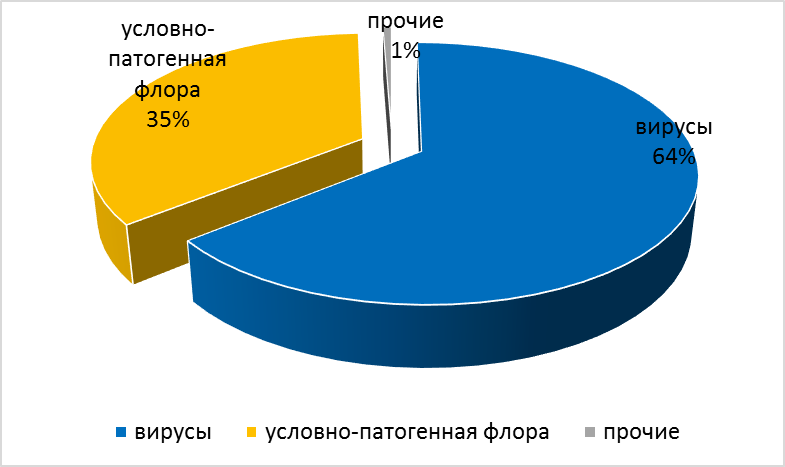 условно-
патогенная
флора
35%
прочие
1%
вирусы
64%
вирусы условно-патогенная флора прочие